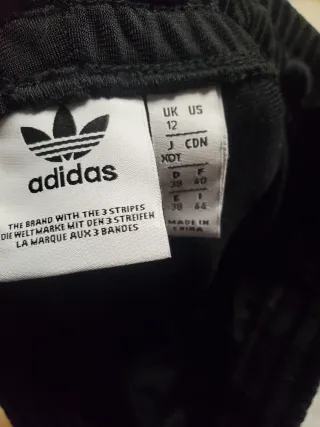 adidas
THE BRAND WITH THE 3 STRIPES
DIE WELTMARKE MIT DEN 3 STREIFEN
LA MARQUE AUX 3 BANDES
UK US
12
J CDN
XOT
D F
38 40
E I
38 44
MADE IN
CHINA